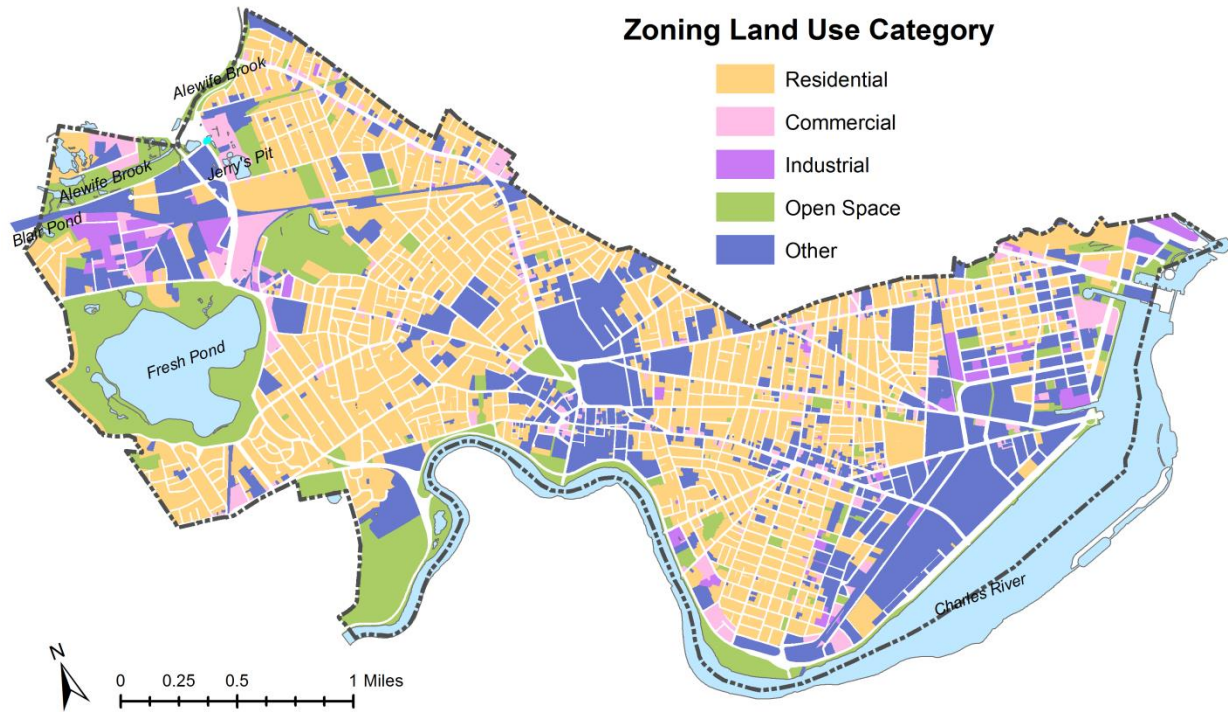 Zoning Land Use Category
Residential
Commercial
Industrial
Open Space
Other
Alewife Brook
Jerry's Pit
Alewife Brook
Blair Pond
Fresh Pond
Charles River
N
0 0.25 0.5 1 Miles